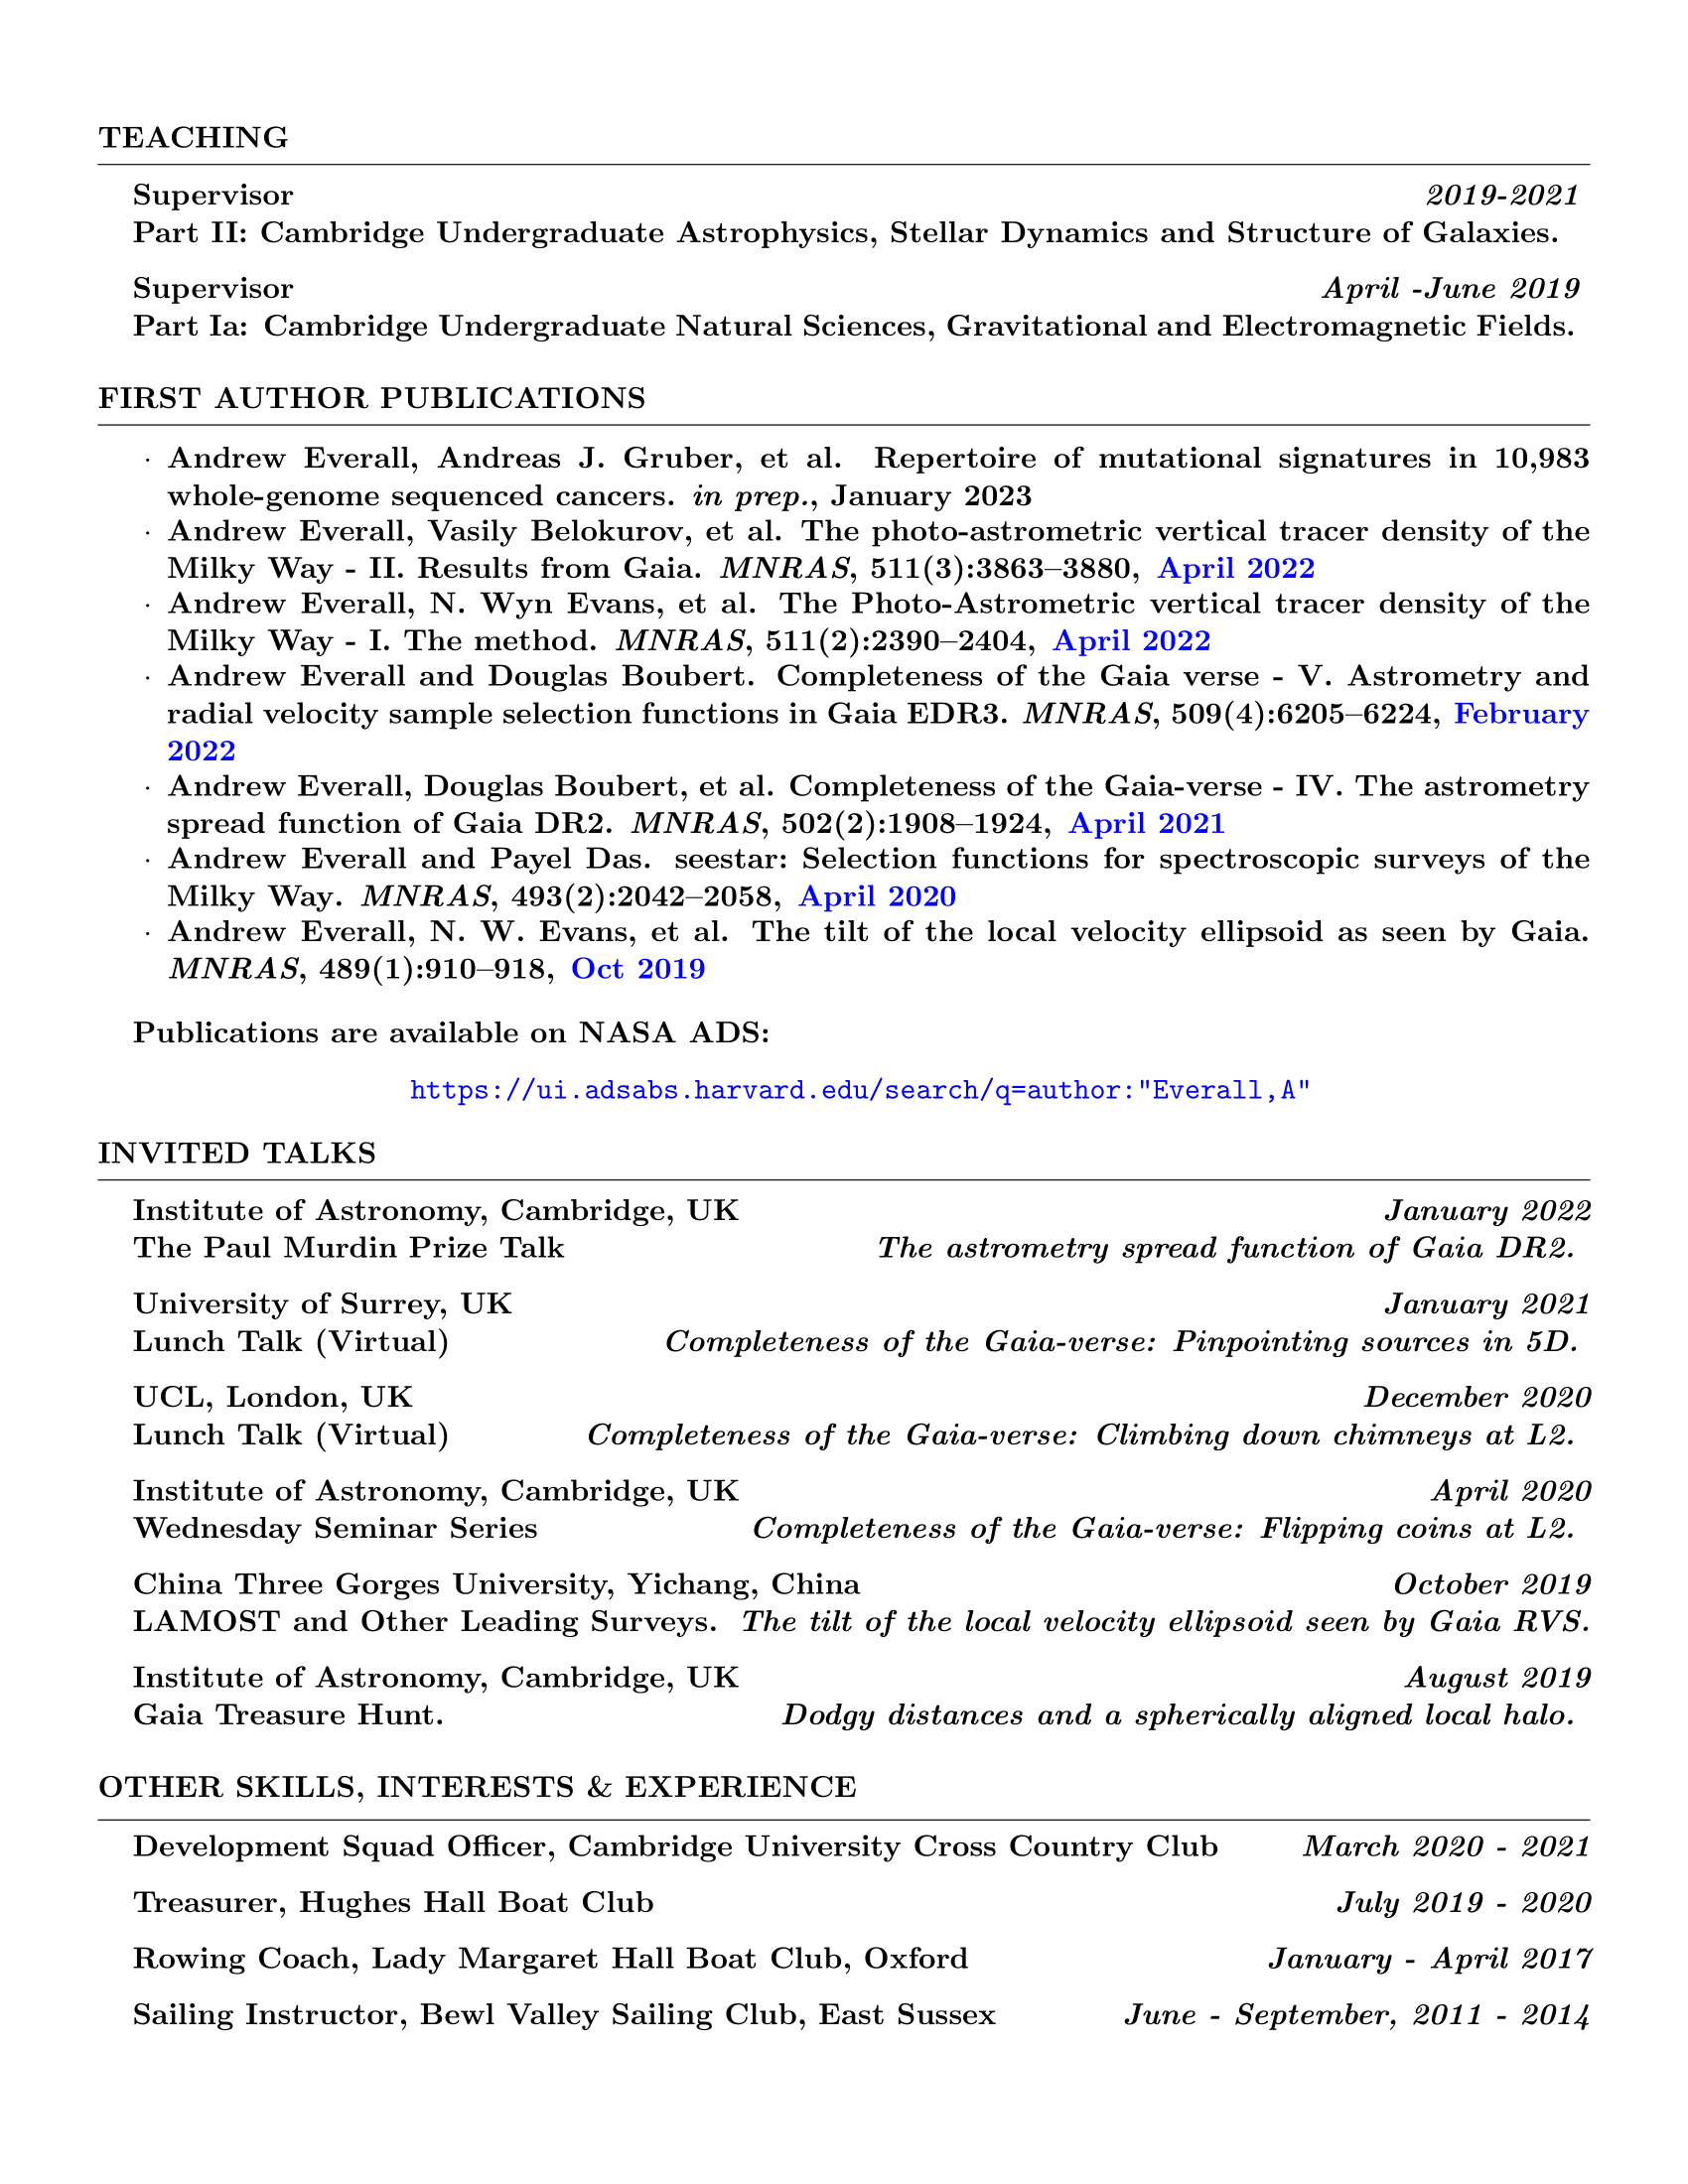 TEACHING
Supervisor 2019-2021
Part II: Cambridge Undergraduate Astrophysics, Stellar Dynamics and Structure of Galaxies.
Supervisor April -June 2019
Part Ia: Cambridge Undergraduate Natural Sciences, Gravitational and Electromagnetic Fields.
FIRST AUTHOR PUBLICATIONS
· Andrew Everall, Andreas J. Gruber, et al. Repertoire of mutational signatures in 10,983
whole-genome sequenced cancers. in prep., January 2023
· Andrew Everall, Vasily Belokurov, et al. The photo-astrometric vertical tracer density of the
Milky Way - II. Results from Gaia. MNRAS, 511(3):3863–3880, April 2022
· Andrew Everall, N. Wyn Evans, et al. The Photo-Astrometric vertical tracer density of the
Milky Way - I. The method. MNRAS, 511(2):2390–2404, April 2022
· Andrew Everall and Douglas Boubert. Completeness of the Gaia verse - V. Astrometry and
radial velocity sample selection functions in Gaia EDR3. MNRAS, 509(4):6205–6224, February
2022
· Andrew Everall, Douglas Boubert, et al. Completeness of the Gaia-verse - IV. The astrometry
spread function of Gaia DR2. MNRAS, 502(2):1908–1924, April 2021
· Andrew Everall and Payel Das. seestar: Selection functions for spectroscopic surveys of the
Milky Way. MNRAS, 493(2):2042–2058, April 2020
· Andrew Everall, N. W. Evans, et al. The tilt of the local velocity ellipsoid as seen by Gaia.
MNRAS, 489(1):910–918, Oct 2019
Publications are available on NASA ADS:
https://ui.adsabs.harvard.edu/search/q=author:"Everall,A"
INVITED TALKS
Institute of Astronomy, Cambridge, UK January 2022
The Paul Murdin Prize Talk The astrometry spread function of Gaia DR2.
University of Surrey, UK January 2021
Lunch Talk (Virtual) Completeness of the Gaia-verse: Pinpointing sources in 5D.
UCL, London, UK December 2020
Lunch Talk (Virtual) Completeness of the Gaia-verse: Climbing down chimneys at L2.
Institute of Astronomy, Cambridge, UK April 2020
Wednesday Seminar Series Completeness of the Gaia-verse: Flipping coins at L2.
China Three Gorges University, Yichang, China October 2019
LAMOST and Other Leading Surveys. The tilt of the local velocity ellipsoid seen by Gaia RVS.
Institute of Astronomy, Cambridge, UK August 2019
Gaia Treasure Hunt. Dodgy distances and a spherically aligned local halo.
OTHER SKILLS, INTERESTS & EXPERIENCE
Development Squad Officer, Cambridge University Cross Country Club March 2020 - 2021
Treasurer, Hughes Hall Boat Club July 2019 - 2020
Rowing Coach, Lady Margaret Hall Boat Club, Oxford January - April 2017
Sailing Instructor, Bewl Valley Sailing Club, East Sussex June - September, 2011 - 2014